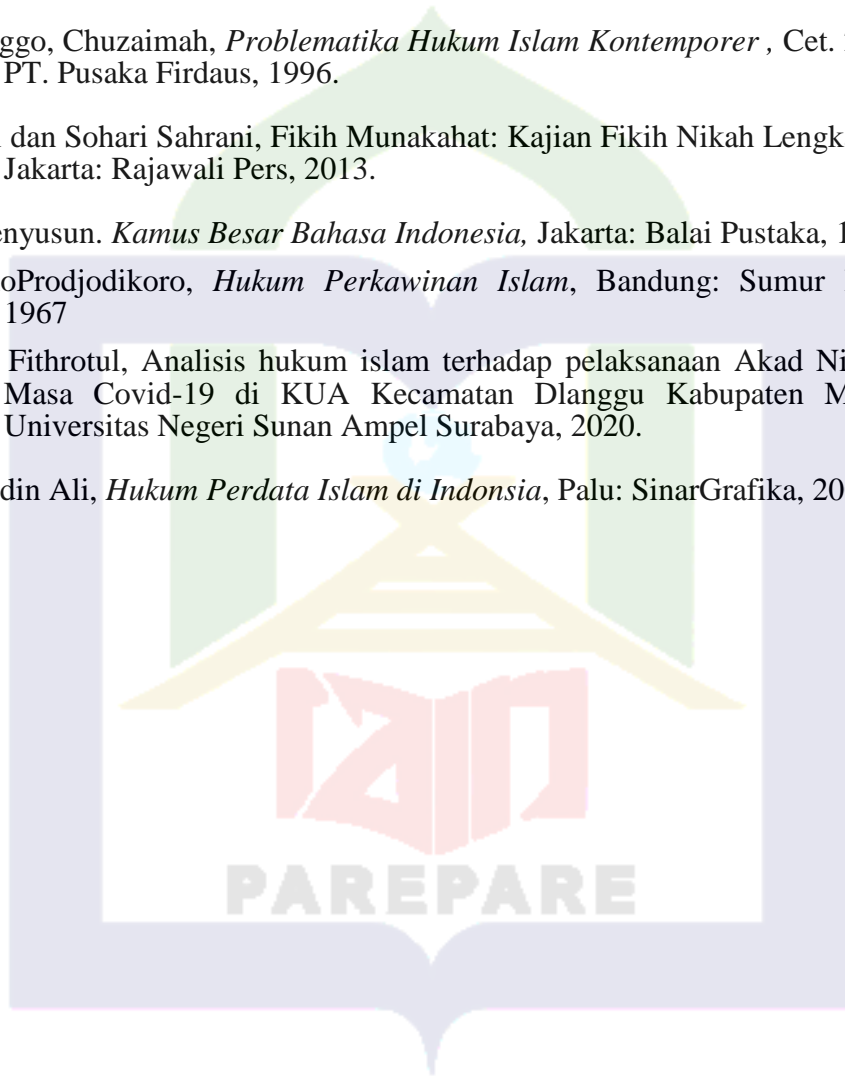 ggo, Chuzaimah, Problematika Hukum Islam Kontemporer , Cet.
PT. Pusaka Firdaus, 1996.
dan Sohari Sahrani, Fikih Munakahat: Kajian Fikih Nikah Lengk
Jakarta: Rajawali Pers, 2013.
enyusun. Kamus Besar Bahasa Indonesia, Jakarta: Balai Pustaka, 1
oProdjodikoro, Hukum Perkawinan Islam, Bandung: Sumur
1967
Fithrotul, Analisis hukum islam terhadap pelaksanaan Akad Ni
Masa Covid-19 di KUA Kecamatan Dlanggu Kabupaten M
Universitas Negeri Sunan Ampel Surabaya, 2020.
din Ali, Hukum Perdata Islam di Indonsia, Palu: SinarGrafika, 20
PAREPARE